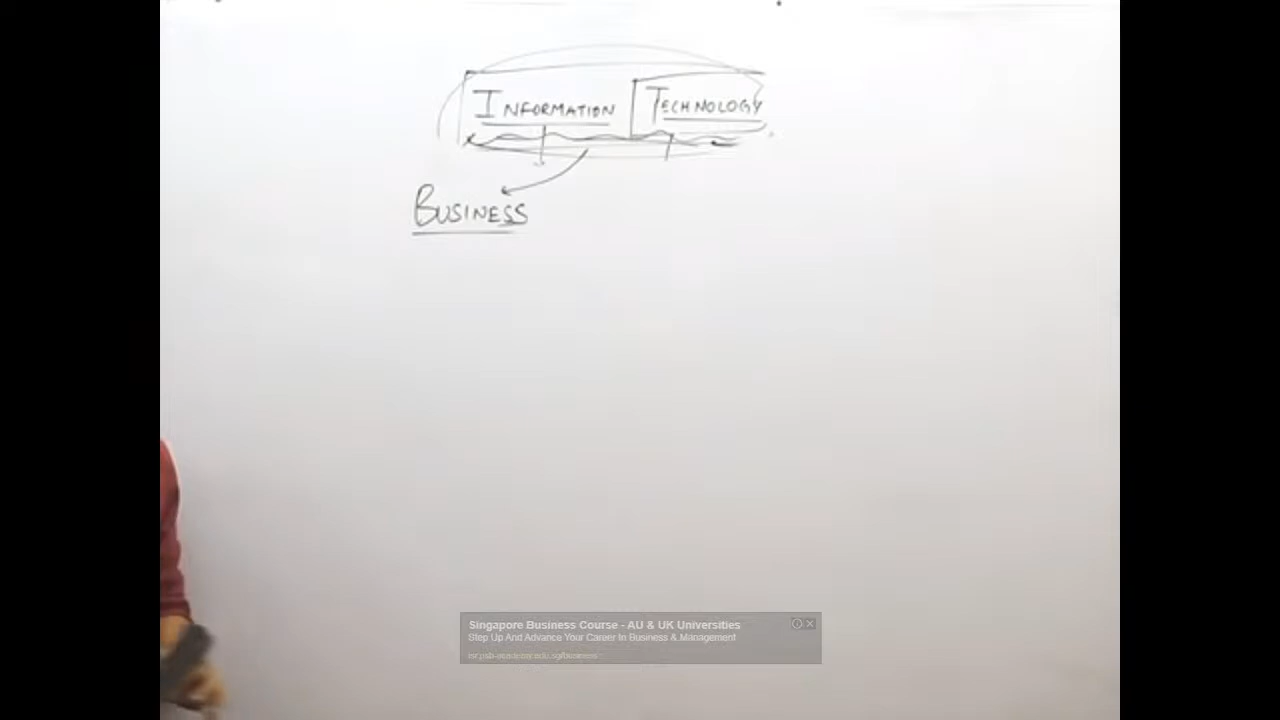 INFORMATION TECHNOLOGY
BUSINESS
Singapore Business Course - AU & UK Universities
Step Up And Advance Your Career In Business & Management